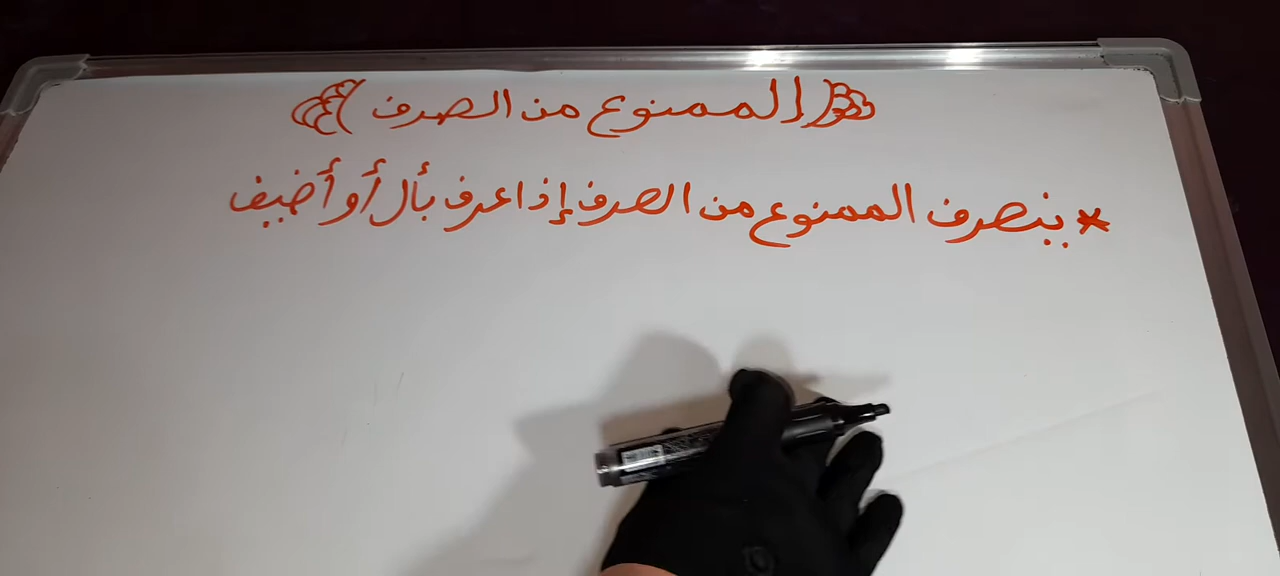 الممنوع من الصرف
* ينصرف الممنوع من الصرف إذا عرف بأل أو أضيف